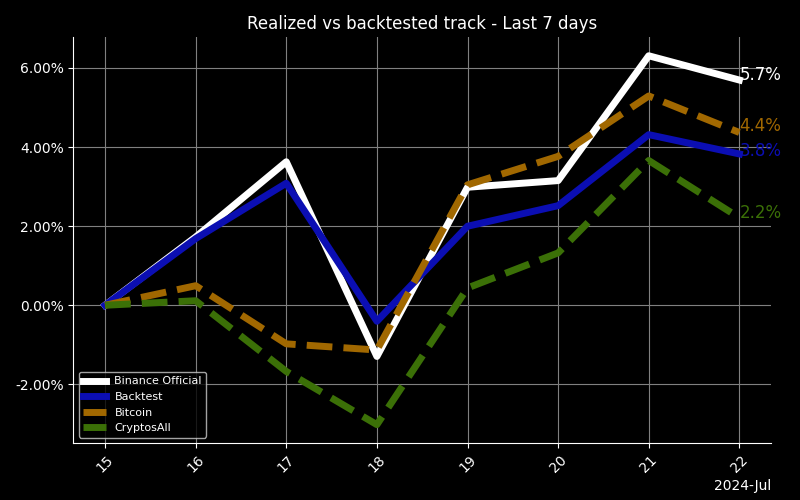 Realized vs backtested track - Last 7 days
6.00%
4.00%
2.00%
0.00%
-2.00%
5.7%
4.4%
3.8%
2.2%
Binance Official
Backtest
Bitcoin
CryptosAll
15
16
17
18
19
20
21
22
2024-Jul